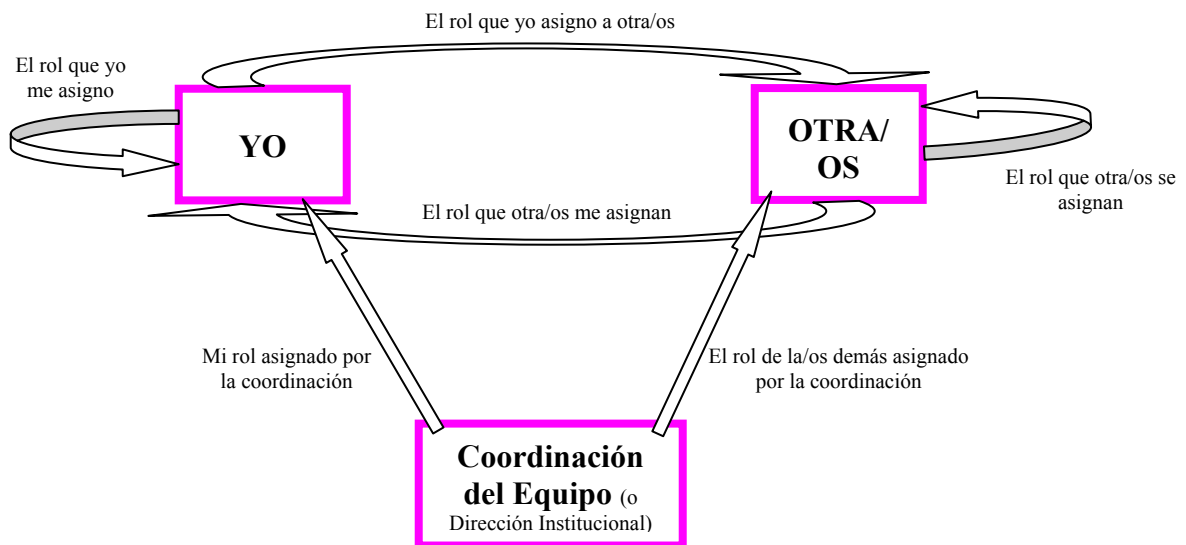 El rol que yo asigno a otra/os
El rol que yo
me asigno
YO
OTRA/
OS
El rol que otra/os se
asignan
El rol que otra/os me asignan
Mi rol asignado por
la coordinación
El rol de la/os demás asignado
por la coordinación
Coordinación
del Equipo (o
Dirección Institucional)